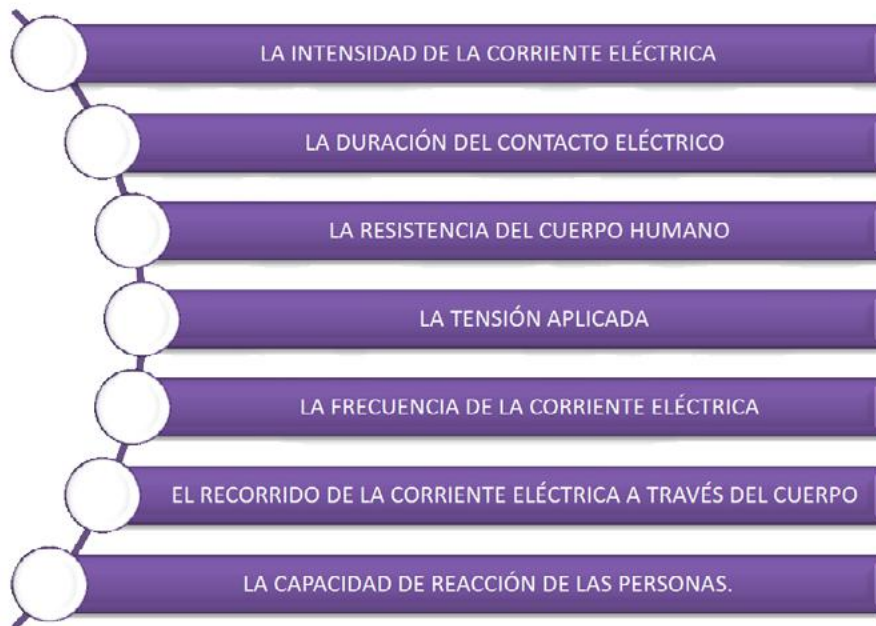 LA INTENSIDAD DE LA CORRIENTE ELÉCTRICA
LA DURACIÓN DEL CONTACTO ELÉCTRICO
LA RESISTENCIA DEL CUERPO HUMANO
LA TENSIÓN APLICADA
LA FRECUENCIA DE LA CORRIENTE ELÉCTRICA
EL RECORRIDO DE LA CORRIENTE ELÉCTRICA A TRAVÉS DEL CUERPO
LA CAPACIDAD DE REACCIÓN DE LAS PERSONAS.